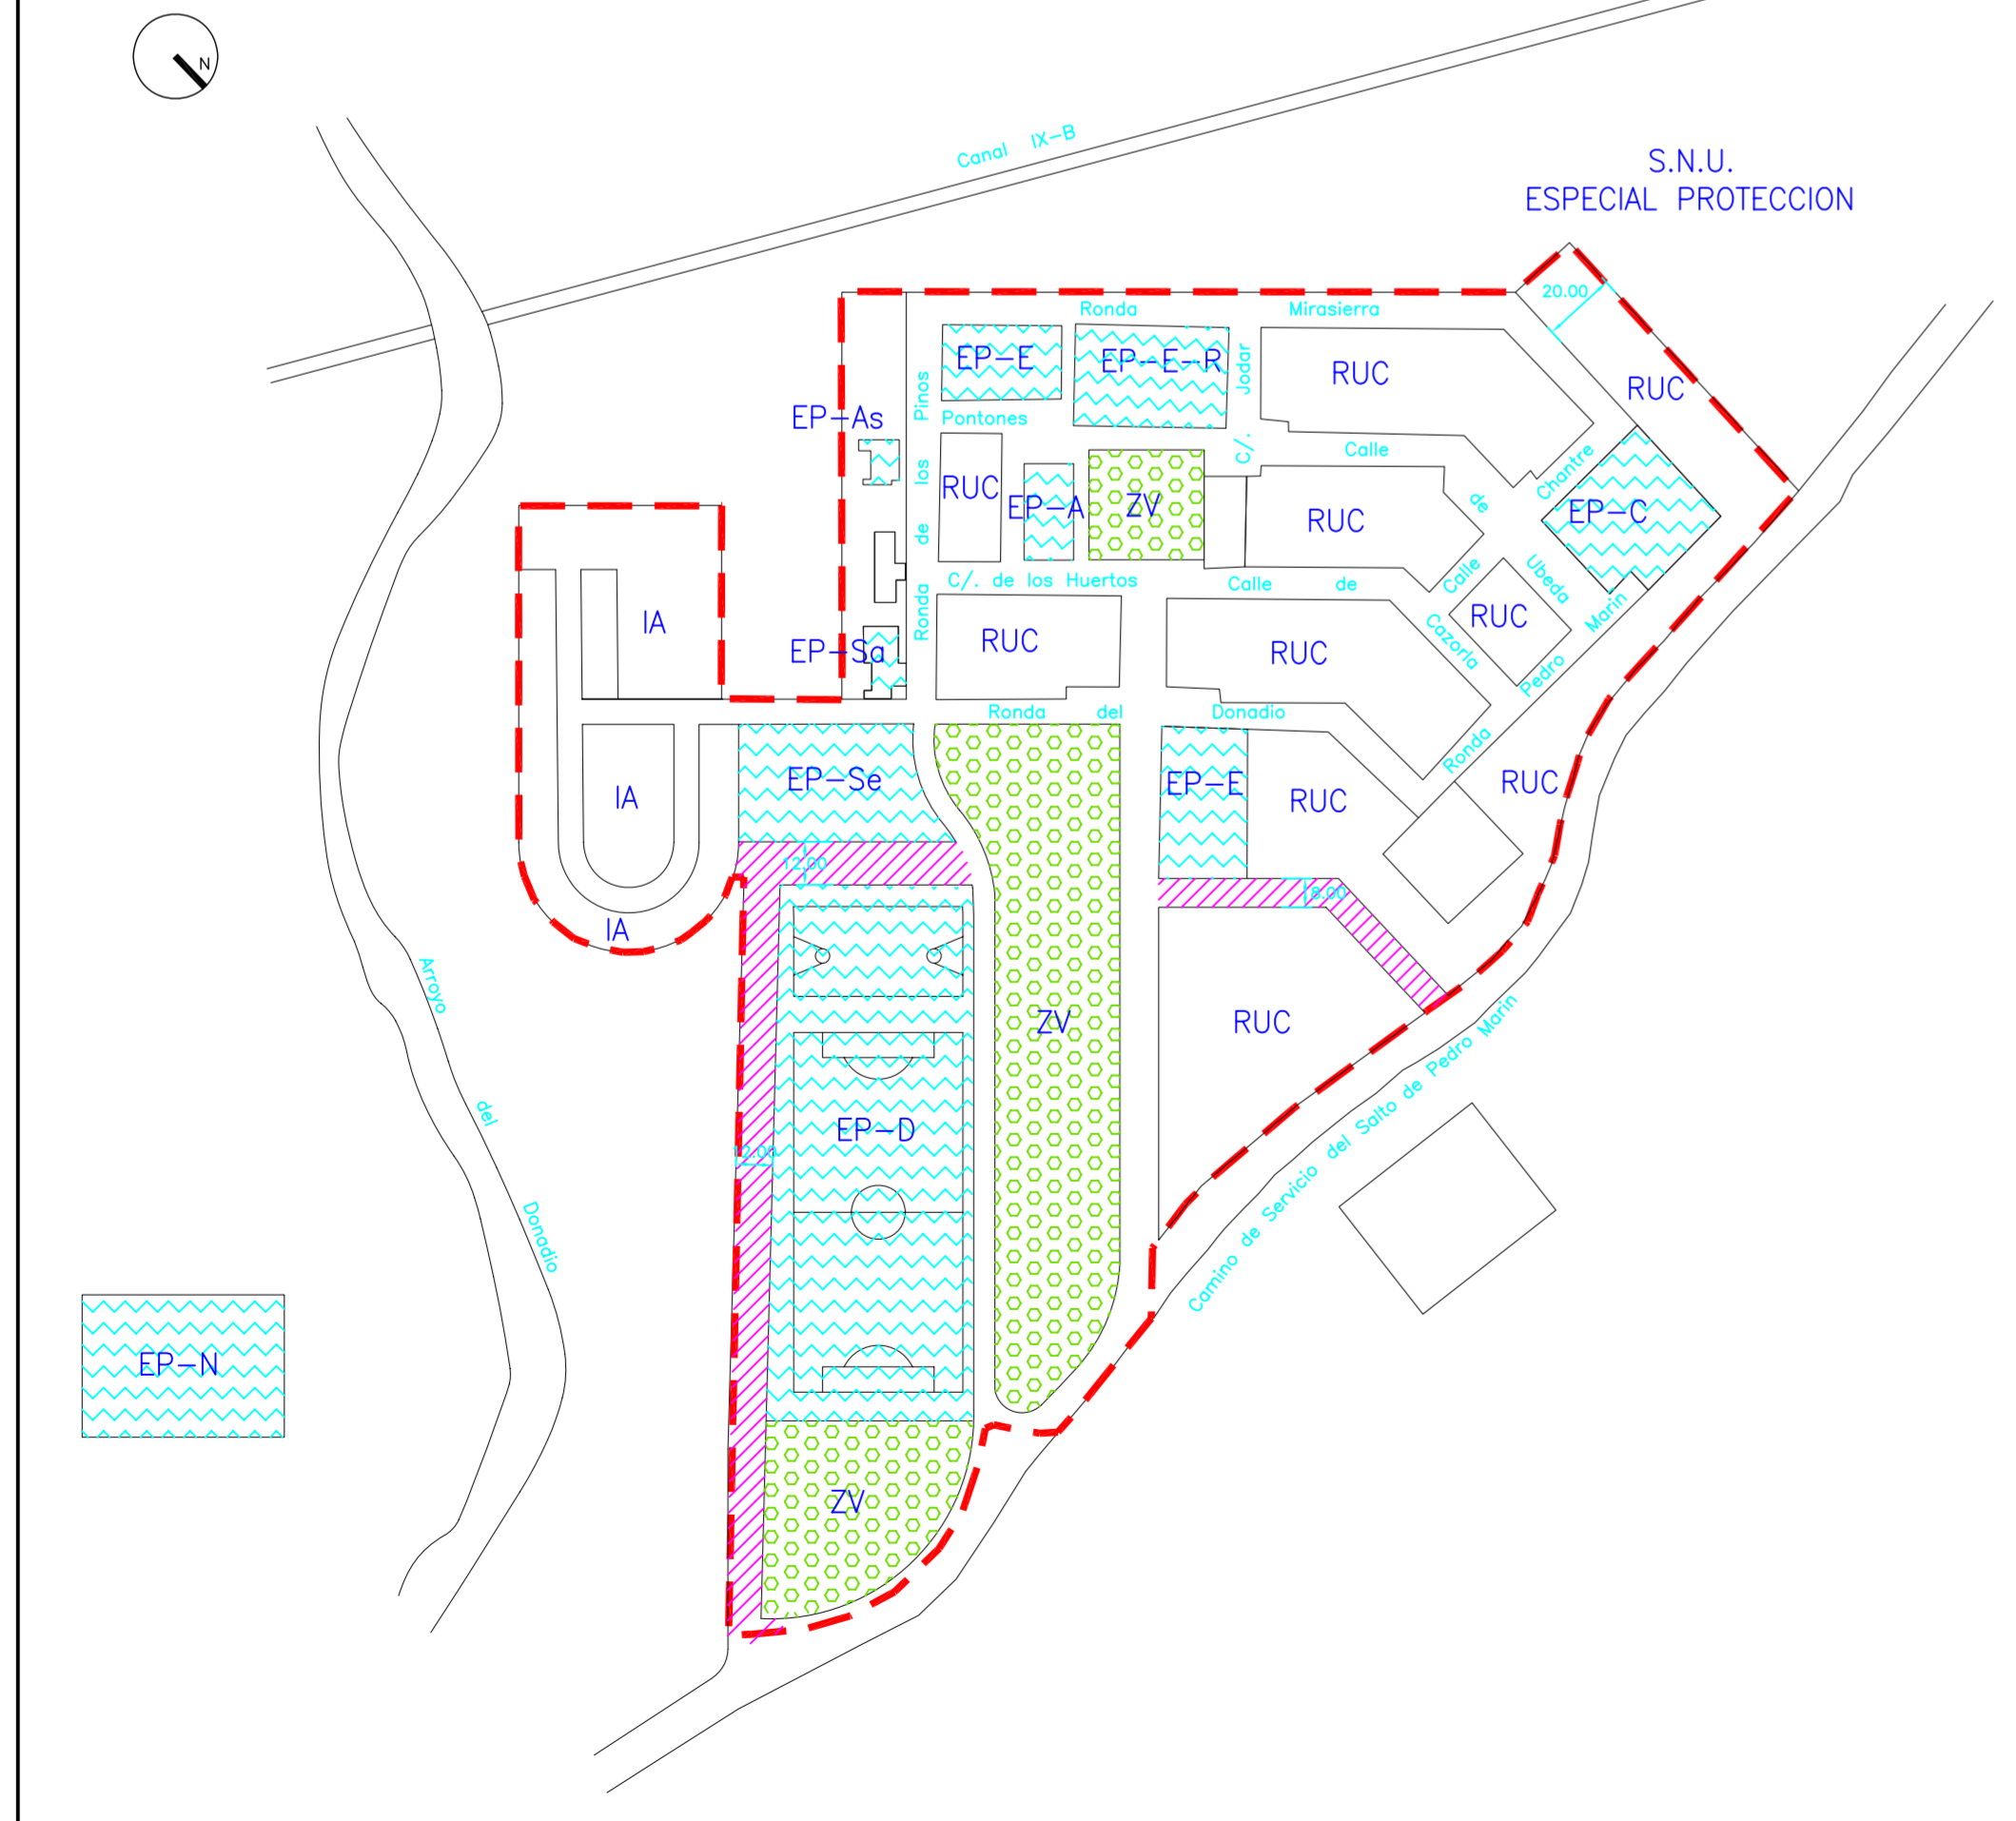 N
Canal IX-B
S.N.U.
ESPECIAL PROTECCION
20.00
Ronda Mirasierra
EP-E
EP-E-R
RUC
RUC
EP-As
Pontones
C/. Jodar
Calle de Ubeda
Chantre
RUC
EP-A
ZV
RUC
EP-C
Ronda de los Pinos
C/. de los Huertos
Calle de Cazorla
Calle
RUC
Ronda Pedro Marin
IA
EP-Sa
RUC
RUC
Ronda del Donadio
EP-Se
EP-E
RUC
RUC
IA
12.00
8.00
IA
Arroyo del Donadio
ZV
RUC
Camino de Servicio del Salto de Pedro Marin
EP-D
12.00
EP-N
ZV